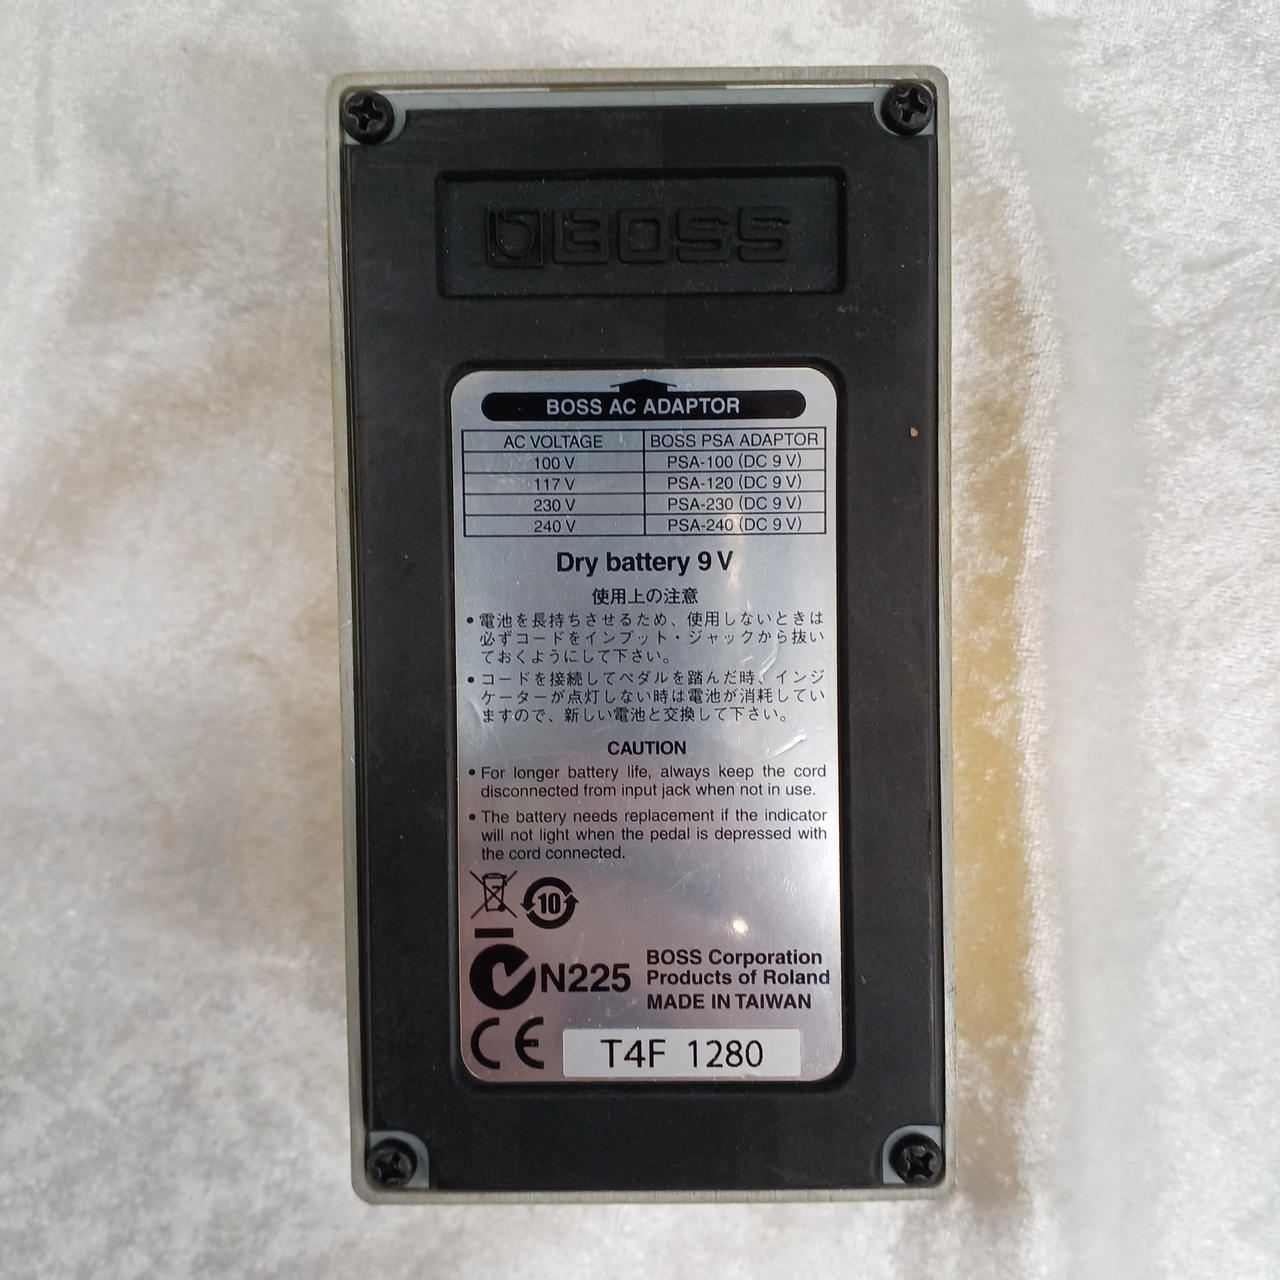 BOSS
BOSS AC ADAPTOR
AC VOLTAGE BOSS PSA ADAPTOR
100 V PSA-100 (DC 9 V)
117 V PSA-120 (DC 9 V)
230 V PSA-230 (DC 9 V)
240 V PSA-240 (DC 9 V)
Dry battery 9 V
使用上の注意
• 電池を長持ちさせるため、使用しないときは
必ずコードをインプット・ジャックから抜い
ておくようにして下さい。
• コードを接続してペダルを踏んだ時、インジ
ケーターが点灯しない時は電池が消耗してい
ますので、新しい電池と交換して下さい。
CAUTION
• For longer battery life, always keep the cord
disconnected from input jack when not in use.
• The battery needs replacement if the indicator
will not light when the pedal is depressed with
the cord connected.
10
N225
BOSS Corporation
Products of Roland
MADE IN TAIWAN
CE
T4F 1280